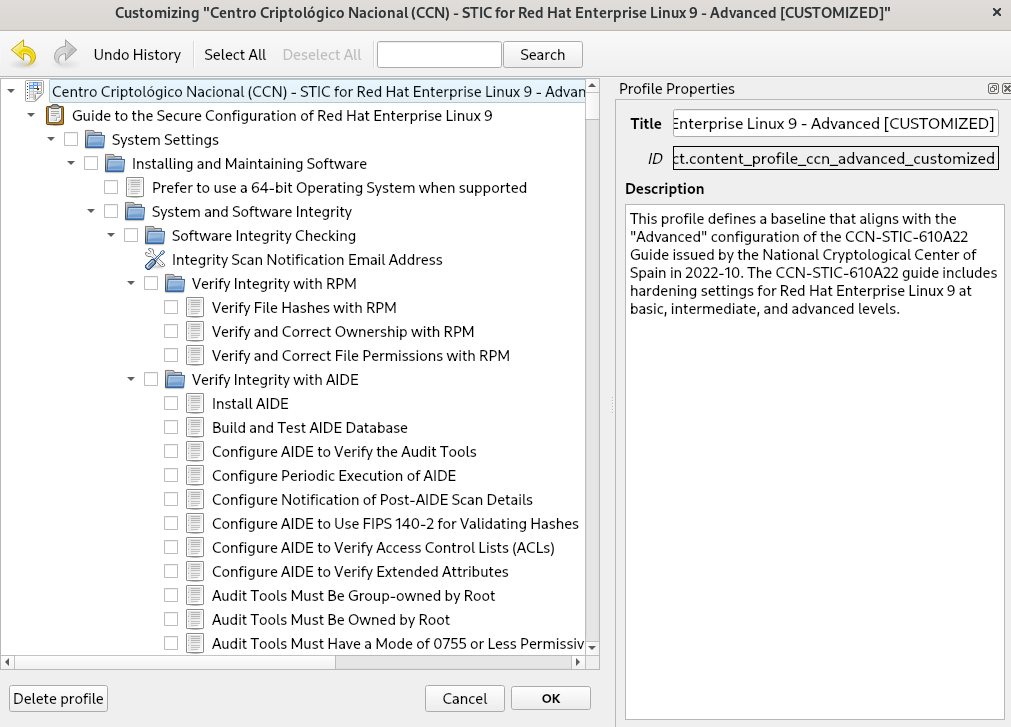 Customizing "Centro Criptológico Nacional (CCN) - STIC for Red Hat Enterprise Linux 9 - Advanced [CUSTOMIZED]"
Undo History
Select All
Deselect All
Search
Centro Criptológico Nacional (CCN) - STIC for Red Hat Enterprise Linux 9 - Advan
Guide to the Secure Configuration of Red Hat Enterprise Linux 9
System Settings
Installing and Maintaining Software
Prefer to use a 64-bit Operating System when supported
System and Software Integrity
Software Integrity Checking
Integrity Scan Notification Email Address
Verify Integrity with RPM
Verify File Hashes with RPM
Verify and Correct Ownership with RPM
Verify and Correct File Permissions with RPM
Verify Integrity with AIDE
Install AIDE
Build and Test AIDE Database
Configure AIDE to Verify the Audit Tools
Configure Periodic Execution of AIDE
Configure Notification of Post-AIDE Scan Details
Configure AIDE to Use FIPS 140-2 for Validating Hashes
Configure AIDE to Verify Access Control Lists (ACLs)
Configure AIDE to Verify Extended Attributes
Audit Tools Must Be Group-owned by Root
Audit Tools Must Be Owned by Root
Audit Tools Must Have a Mode of 0755 or Less Permissiv
Delete profile
Cancel
OK
Profile Properties
Title
Enterprise Linux 9 - Advanced [CUSTOMIZED]
ID
ct.content_profile_ccn_advanced_customized
Description
This profile defines a baseline that aligns with the
"Advanced" configuration of the CCN-STIC-610A22
Guide issued by the National Cryptological Center of
Spain in 2022-10. The CCN-STIC-610A22 guide includes
hardening settings for Red Hat Enterprise Linux 9 at
basic, intermediate, and advanced levels.